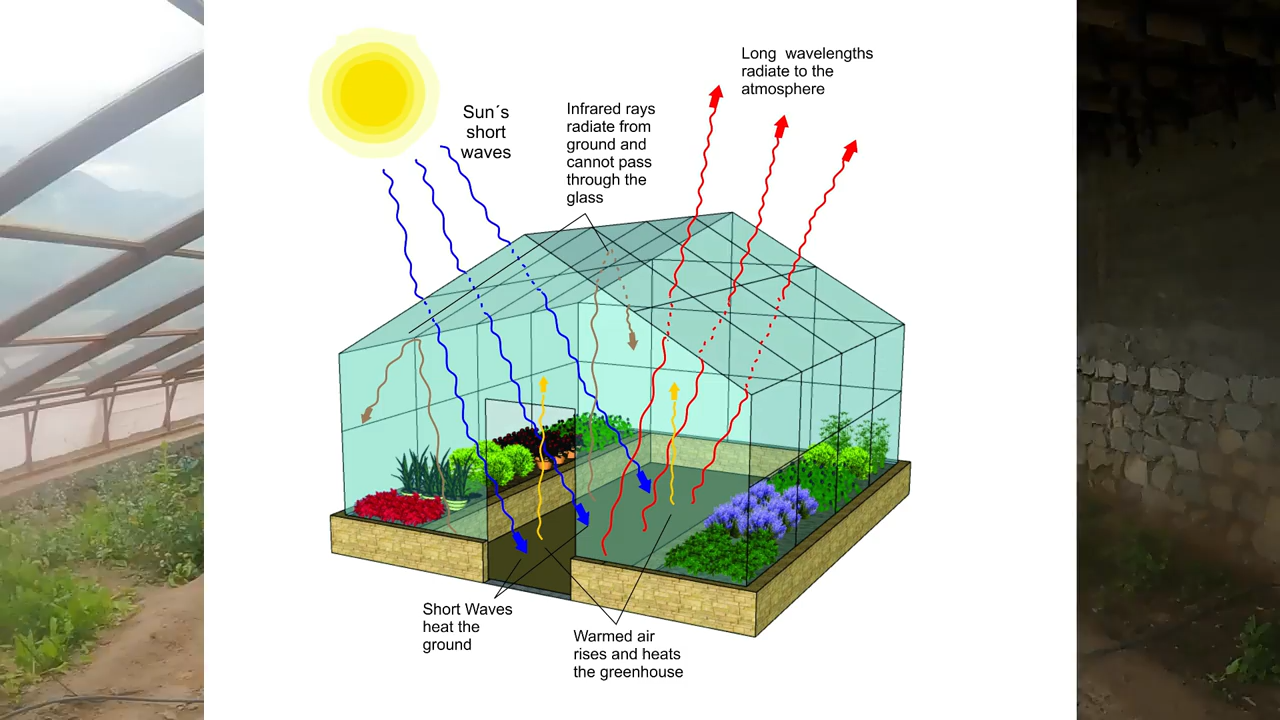 Long wavelengths
radiate to the
atmosphere
Sun´s
short
waves
Infrared rays
radiate from
ground and
cannot pass
through the
glass
Short Waves
heat the
ground
Warmed air
rises and heats
the greenhouse